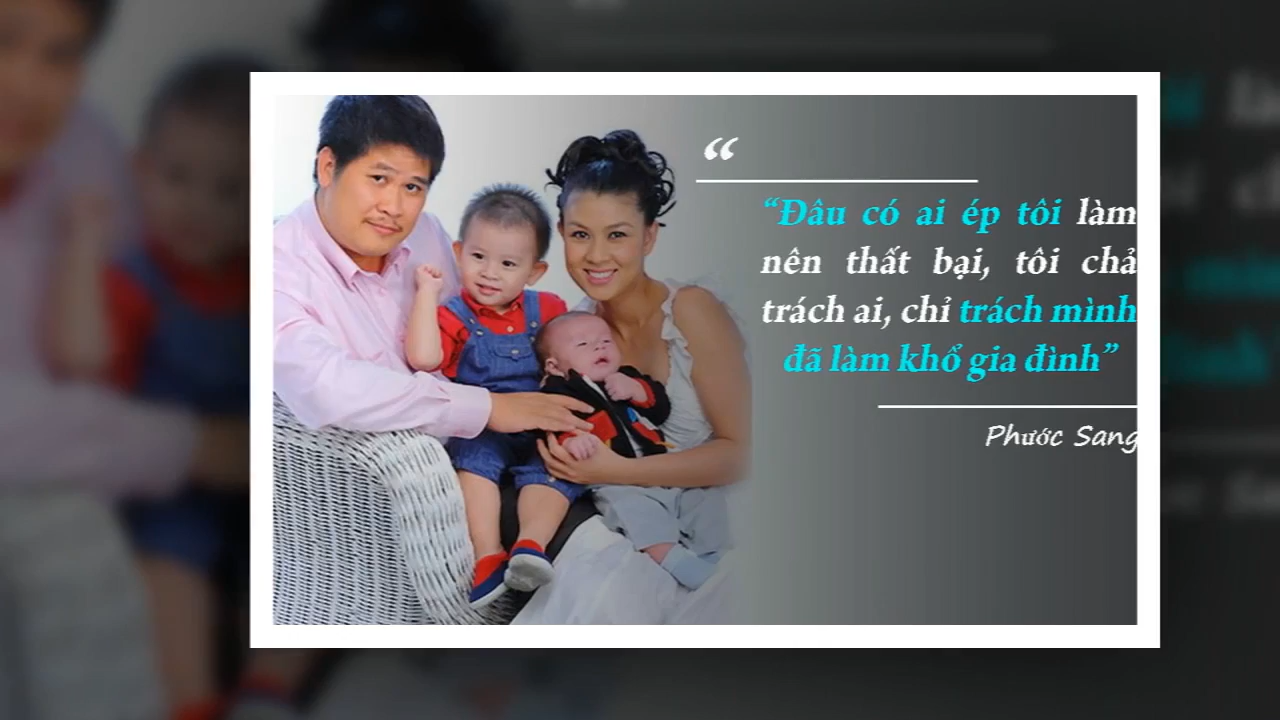 “
“Đâu có ai ép tôi làm
nên thất bại, tôi chả
trách ai, chỉ trách mình
đã làm khổ gia đình”
Phước Sang